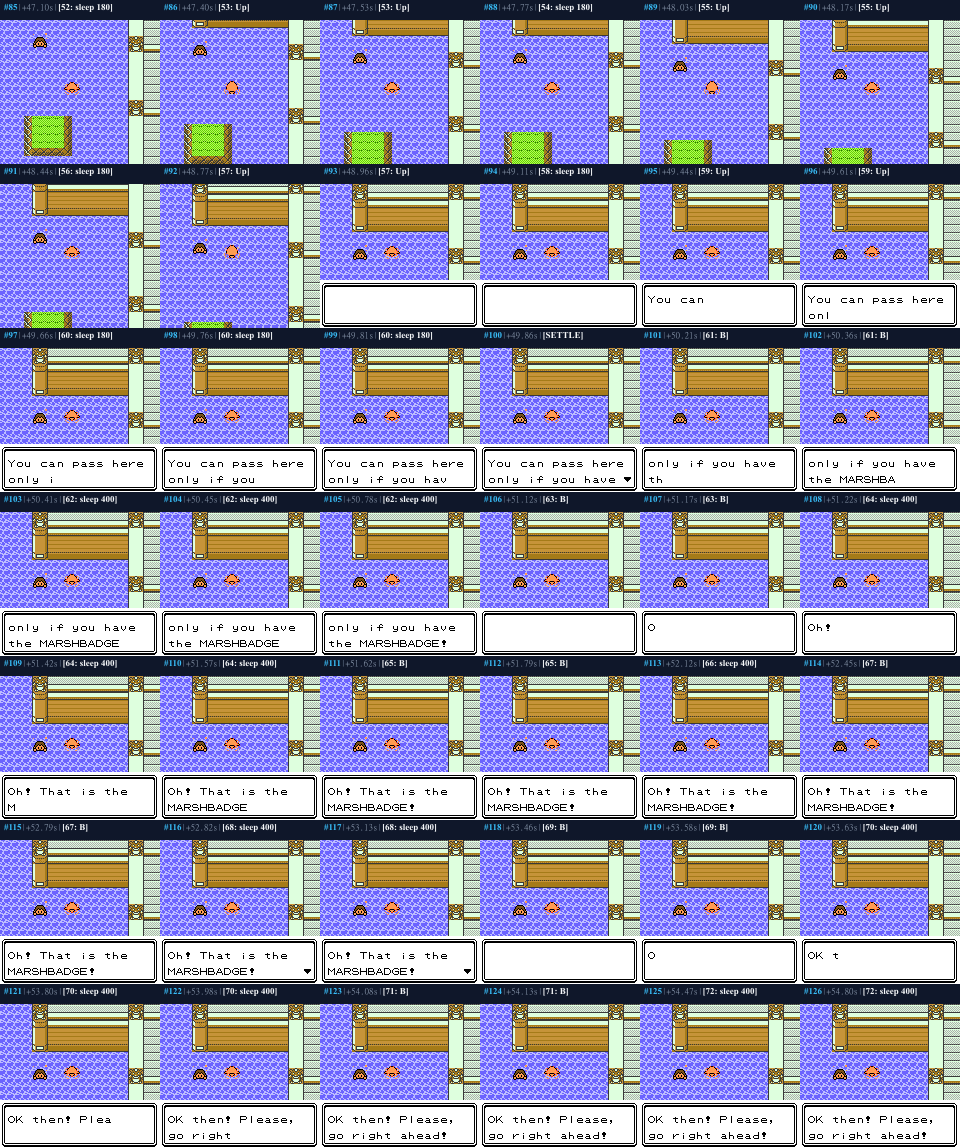 #85|+47.10s|[52: sleep 180]
#86|+47.40s|[53: Up]
#87|+47.53s|[53: Up]
#88|+47.77s|[54: sleep 180]
#89|+48.03s|[55: Up]
#90|+48.17s|[55: Up]
#91|+48.44s|[56: sleep 180]
#92|+48.77s|[57: Up]
#93|+48.96s|[57: Up]
#94|+49.11s|[58: sleep 180]
#95|+49.44s|[59: Up]
You can
#96|+49.61s|[59: Up]
You can pass here
onl
#97|+49.66s|[60: sleep 180]
You can pass here
only i
#98|+49.76s|[60: sleep 180]
You can pass here
only if you
#99|+49.81s|[60: sleep 180]
You can pass here
only if you hav
#100|+49.86s|[SETTLE]
You can pass here
only if you have ▼
#101|+50.21s|[61: B]
only if you have
th
#102|+50.36s|[61: B]
only if you have
the MARSHBA
#103|+50.41s|[62: sleep 400]
only if you have
the MARSHBADGE
#104|+50.45s|[62: sleep 400]
only if you have
the MARSHBADGE
#105|+50.78s|[62: sleep 400]
only if you have
the MARSHBADGE!
#106|+51.12s|[63: B]
#107|+51.17s|[63: B]
O
#108|+51.22s|[64: sleep 400]
Oh!
#109|+51.42s|[64: sleep 400]
Oh! That is the
M
#110|+51.57s|[64: sleep 400]
Oh! That is the
MARSHBADGE
#111|+51.62s|[65: B]
Oh! That is the
MARSHBADGE!
#112|+51.79s|[65: B]
Oh! That is the
MARSHBADGE!
#113|+52.12s|[66: sleep 400]
Oh! That is the
MARSHBADGE!
#114|+52.45s|[67: B]
Oh! That is the
MARSHBADGE!
#115|+52.79s|[67: B]
Oh! That is the
MARSHBADGE!
#116|+52.82s|[68: sleep 400]
Oh! That is the
MARSHBADGE! ▼
#117|+53.13s|[68: sleep 400]
Oh! That is the
MARSHBADGE! ▼
#118|+53.46s|[69: B]
#119|+53.58s|[69: B]
O
#120|+53.63s|[70: sleep 400]
OK t
#121|+53.80s|[70: sleep 400]
OK then! Plea
#122|+53.98s|[70: sleep 400]
OK then! Please,
go right
#123|+54.08s|[71: B]
OK then! Please,
go right ahead!
#124|+54.13s|[71: B]
OK then! Please,
go right ahead!
#125|+54.47s|[72: sleep 400]
OK then! Please,
go right ahead!
#126|+54.80s|[72: sleep 400]
OK then! Please,
go right ahead!